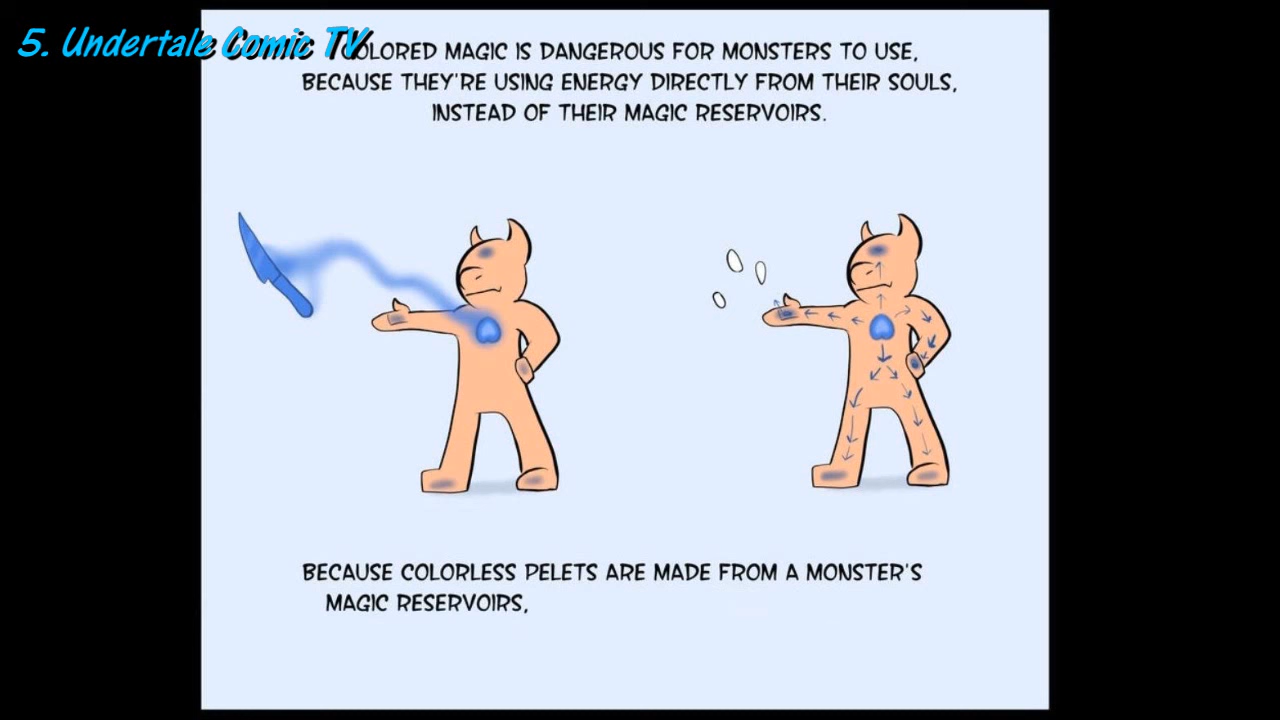 5. Undertale Comic TV
COLORED MAGIC IS DANGEROUS FOR MONSTERS TO USE,
BECAUSE THEY'RE USING ENERGY DIRECTLY FROM THEIR SOULS,
INSTEAD OF THEIR MAGIC RESERVOIRS.
BECAUSE COLORLESS PELETS ARE MADE FROM A MONSTER'S
MAGIC RESERVOIRS,